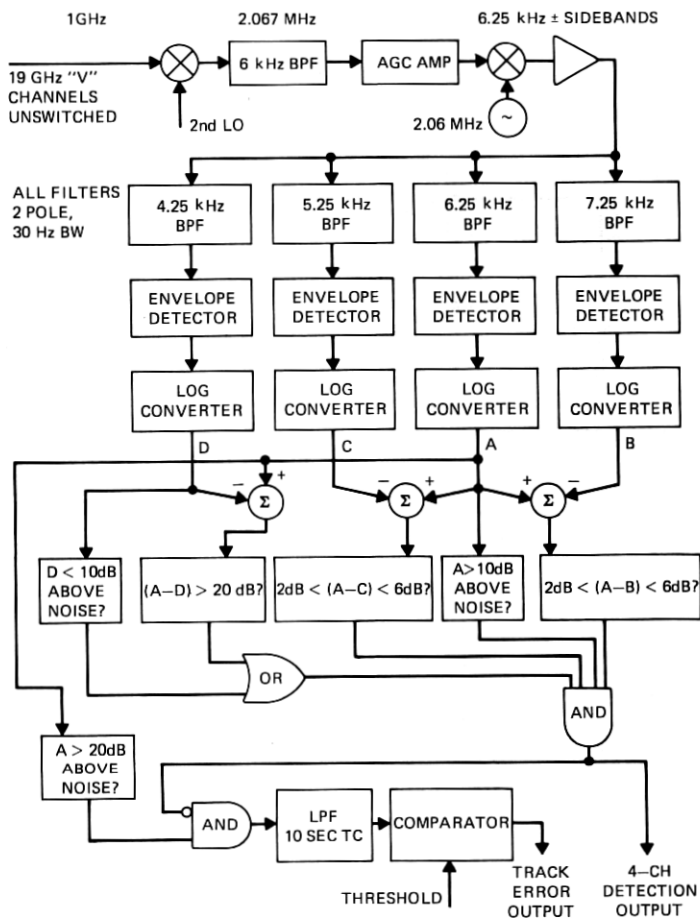 1GHz
2.067 MHz
6.25 kHz ± SIDEBANDS
6 kHz BPF
AGC AMP
19 GHz "V"
CHANNELS
UNSWITCHED
2nd LO
2.06 MHz
~
ALL FILTERS
2 POLE,
30 Hz BW
4.25 kHz
BPF
5.25 kHz
BPF
6.25 kHz
BPF
7.25 kHz
BPF
ENVELOPE
DETECTOR
ENVELOPE
DETECTOR
ENVELOPE
DETECTOR
ENVELOPE
DETECTOR
LOG
CONVERTER
LOG
CONVERTER
LOG
CONVERTER
LOG
CONVERTER
D
C
A
B
− +
Σ
− +
Σ
+ −
Σ
D < 10dB
ABOVE
NOISE?
(A−D) > 20 dB?
2dB < (A−C) < 6dB?
A>10dB
ABOVE
NOISE?
2dB < (A−B) < 6dB?
OR
AND
A > 20dB
ABOVE
NOISE?
AND
LPF
10 SEC TC
COMPARATOR
THRESHOLD
TRACK
ERROR
OUTPUT
4−CH
DETECTION
OUTPUT